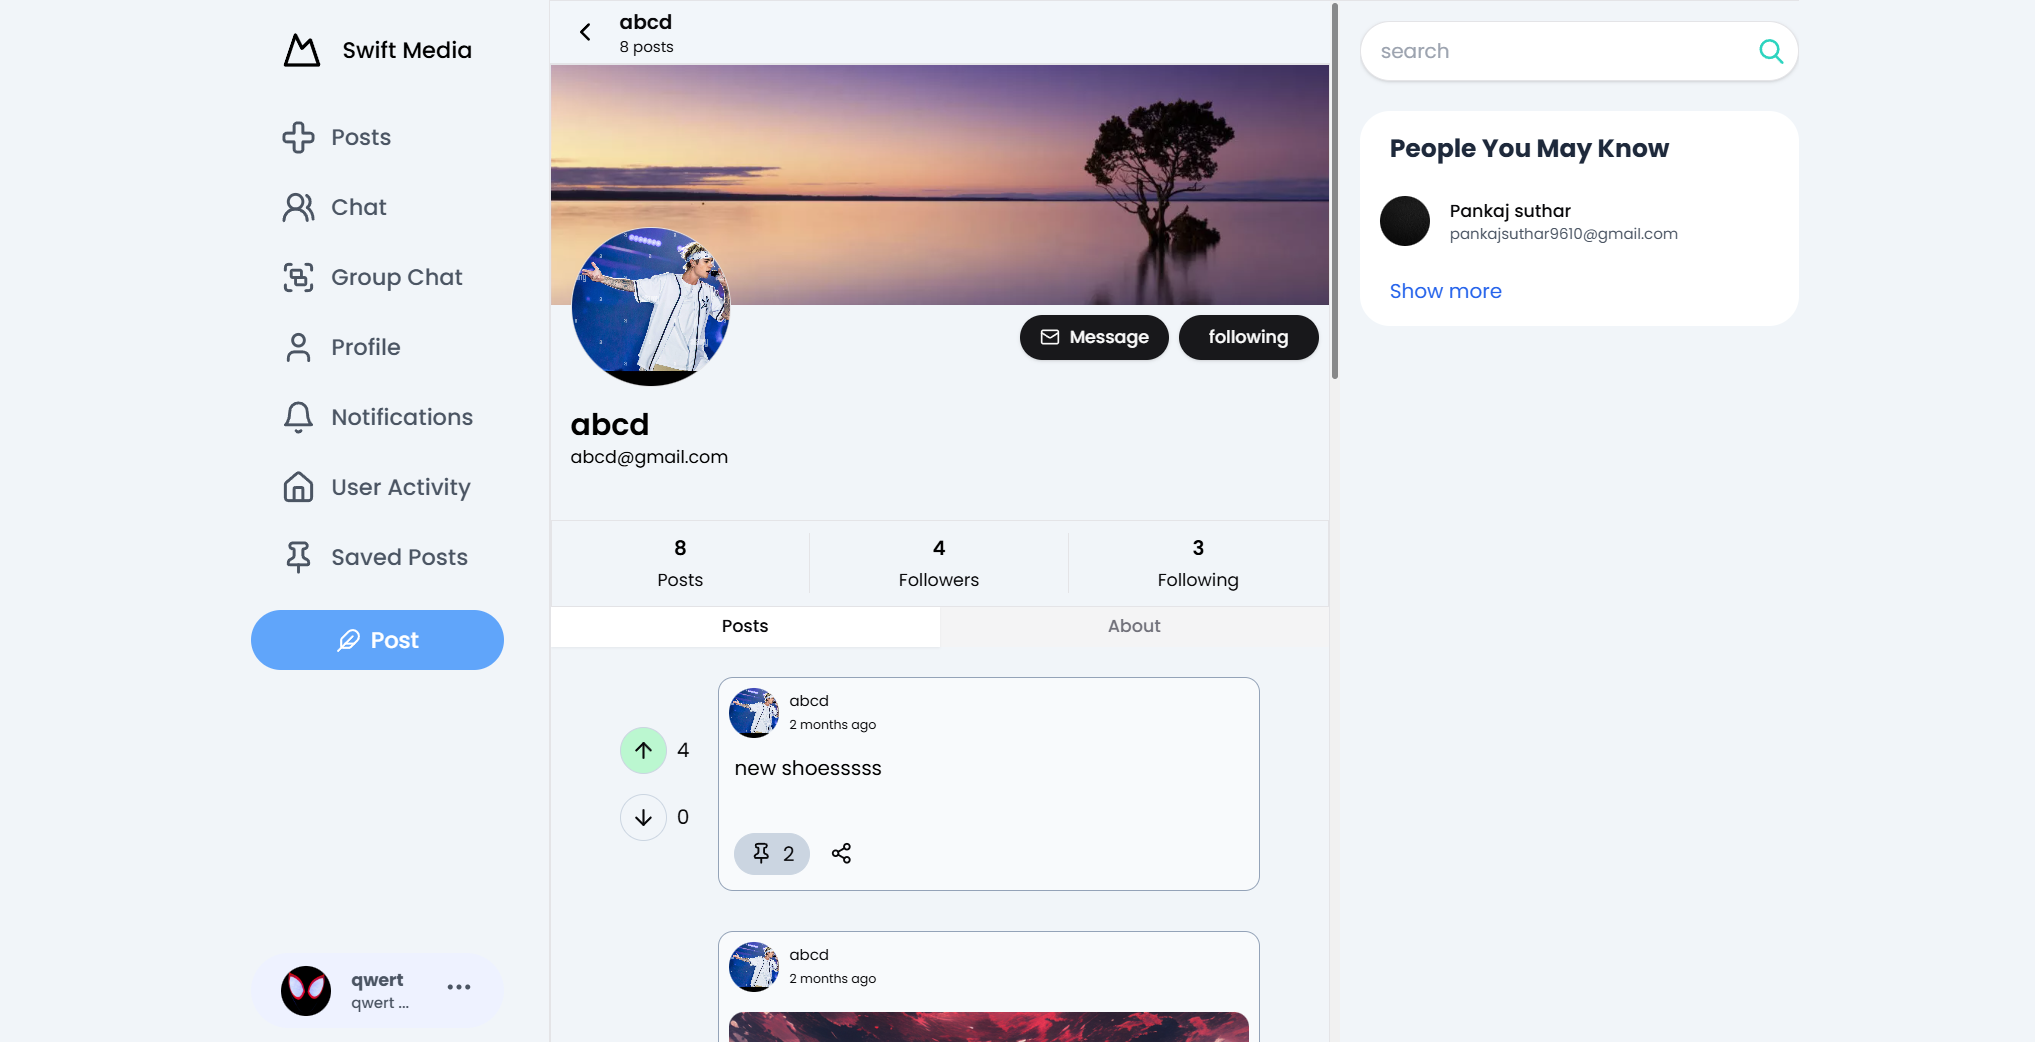 Swift Media
Posts
Chat
Group Chat
Profile
Notifications
User Activity
Saved Posts
Post
qwert
qwert ...
abcd
8 posts
Message
following
abcd
abcd@gmail.com
8
Posts
4
Followers
3
Following
Posts
About
abcd
2 months ago
4
new shoesssss
0
2
abcd
2 months ago
search
People You May Know
Pankaj suthar
pankajsuthar9610@gmail.com
Show more